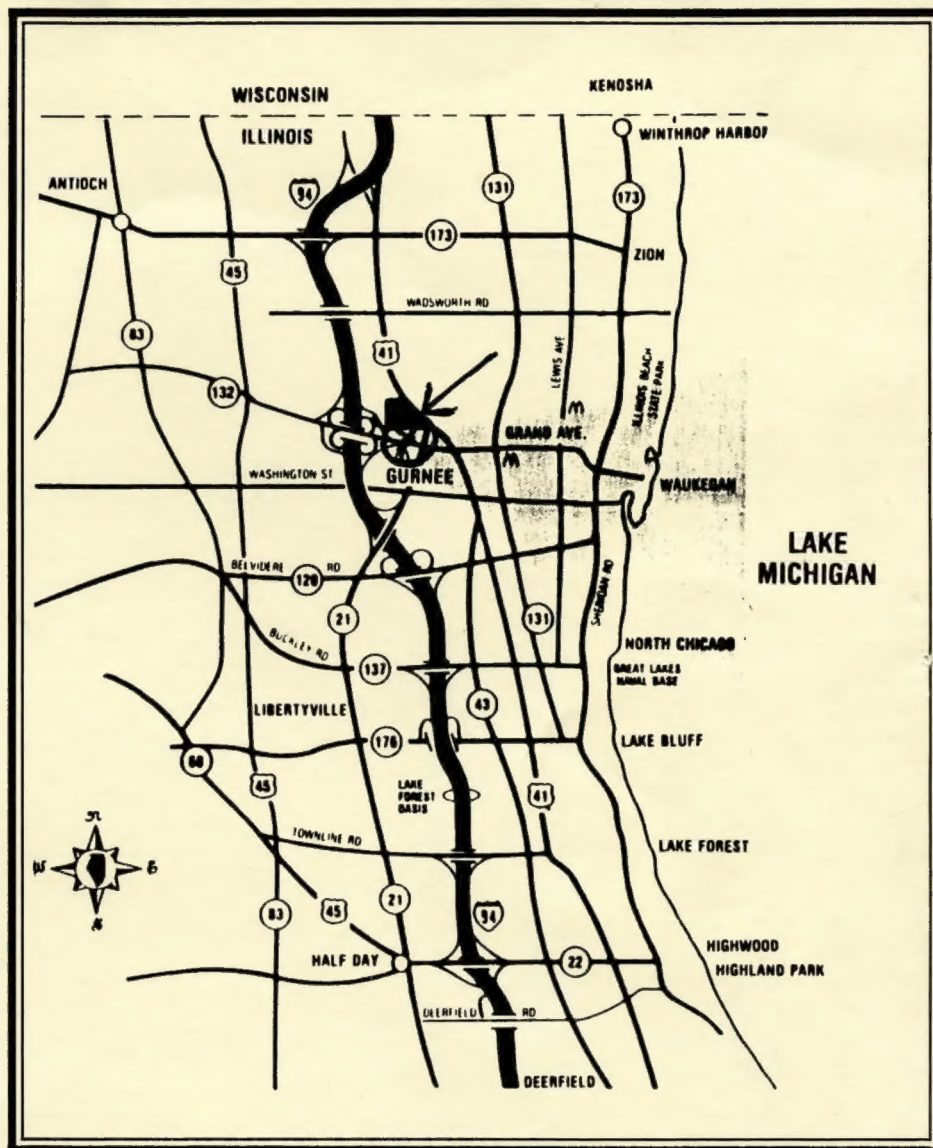 KENOSHA
WISCONSIN
ILLINOIS
WINTHROP HARBOR
94
131
ANTIOCH
173
173
ZION
45
WADSWORTH RD
83
41
LEWIS AVE
ILLINOIS BEACH
STATE PARK
132
GRAND AVE.
GURNEE
WASHINGTON ST
WAUKEGAN
LAKE
MICHIGAN
BELVIDERE RD
120
SHERIDAN RD
21
131
BUCKLEY RD
NORTH CHICAGO
137
GREAT LAKES
NAVAL BASE
43
LIBERTYVILLE
176
LAKE BLUFF
60
45
LAKE
FOREST
OASIS
41
TOWNLINE RD
LAKE FOREST
N
W
E
S
83
45
21
94
HALF DAY
22
HIGHWOOD
HIGHLAND PARK
DEERFIELD RD
DEERFIELD